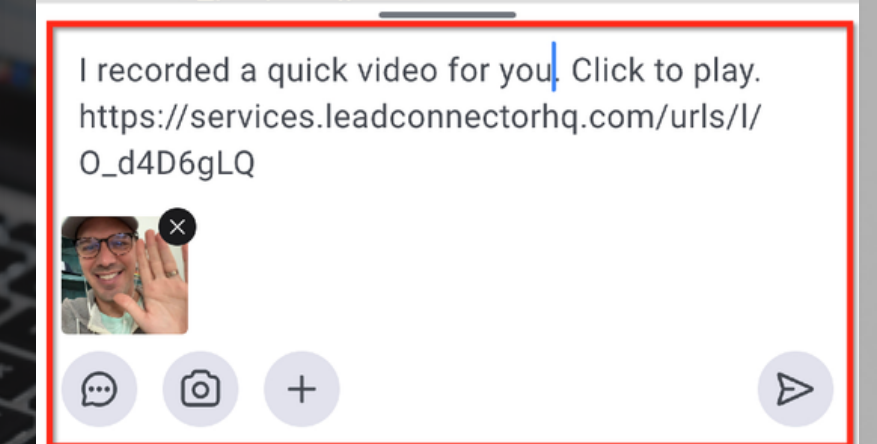 I recorded a quick video for you. Click to play.
https://services.leadconnectorhq.com/urls/l/
O_d4D6gLQ